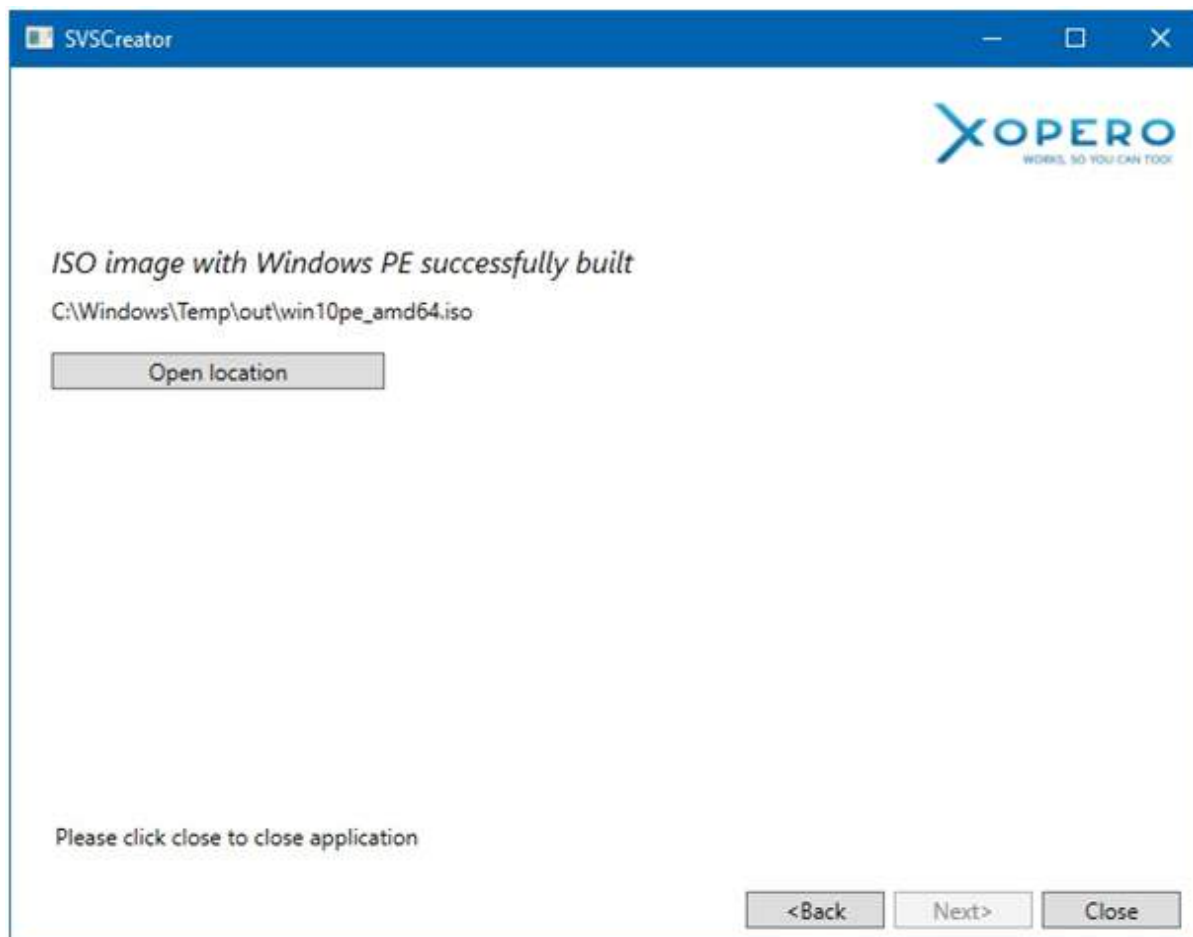 SVSCreator
XOPERO
WORKS, SO YOU CAN TOO!
ISO image with Windows PE successfully built
C:\Windows\Temp\out\win10pe_amd64.iso
Open location
Please click close to close application
<Back
Next>
Close